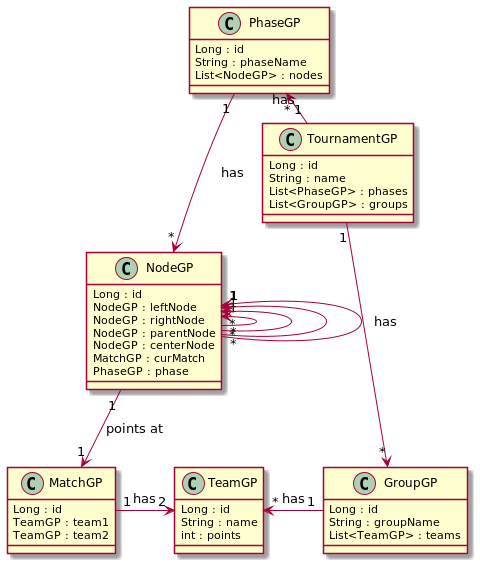 C PhaseGP
Long : id
String : phaseName
List<NodeGP> : nodes
1
has
* 1
C TournamentGP
Long : id
String : name
List<PhaseGP> : phases
List<GroupGP> : groups
has
*
1
C NodeGP
Long : id
NodeGP : leftNode
NodeGP : rightNode
NodeGP : parentNode
NodeGP : centerNode
MatchGP : curMatch
PhaseGP : phase
1
*
*
*
has
1
points at
1
*
C MatchGP
Long : id
TeamGP : team1
TeamGP : team2
1 has 2
C TeamGP
Long : id
String : name
int : points
* has 1
C GroupGP
Long : id
String : groupName
List<TeamGP> : teams